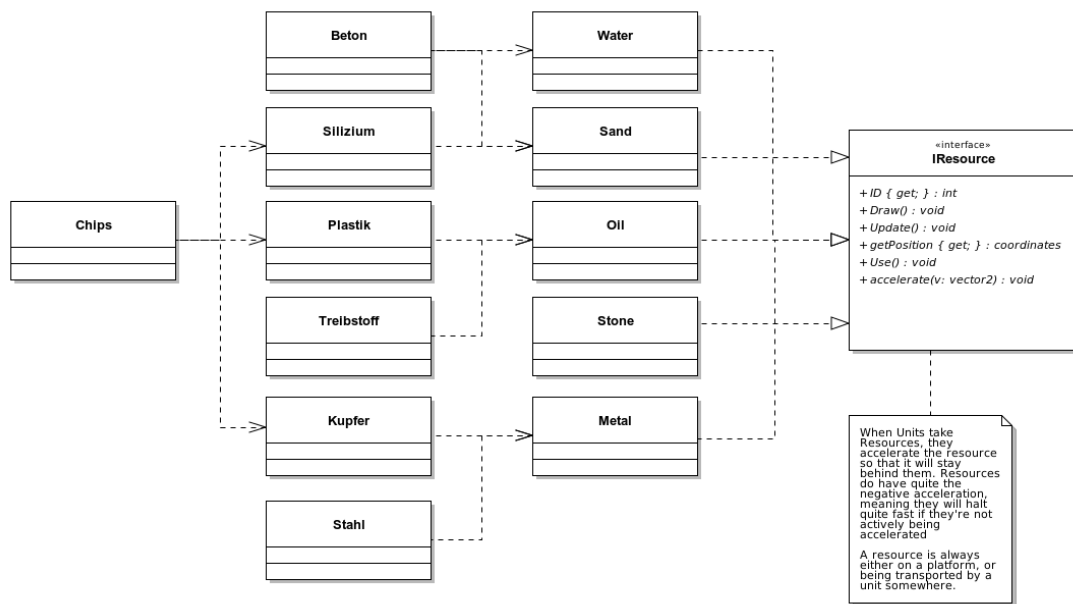 Beton
Water
Silizium
Sand
Chips
Plastik
Oil
Treibstoff
Stone
Kupfer
Metal
Stahl
«interface»
IResource
+ ID { get; } : int
+ Draw() : void
+ Update() : void
+ getPosition { get; } : coordinates
+ Use() : void
+ accelerate(v: vector2) : void
When Units take
Resources, they
accelerate the resource
so that it will stay
behind them. Resources
do have quite the
negative acceleration,
meaning they will halt
quite fast if they're not
actively being
accelerated
A resource is always
either on a platform, or
being transported by a
unit somewhere.